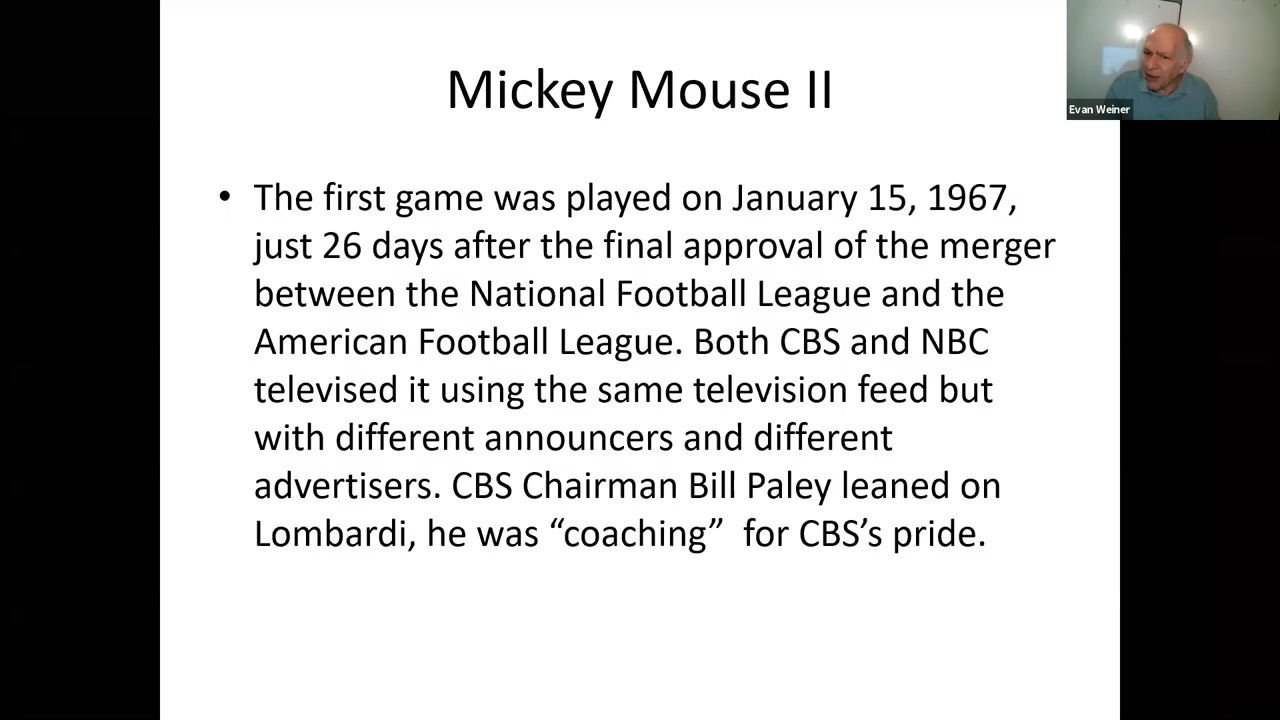 Mickey Mouse II
Evan Weiner
• The first game was played on January 15, 1967,
just 26 days after the final approval of the merger
between the National Football League and the
American Football League. Both CBS and NBC
televised it using the same television feed but
with different announcers and different
advertisers. CBS Chairman Bill Paley leaned on
Lombardi, he was “coaching”  for CBS’s pride.